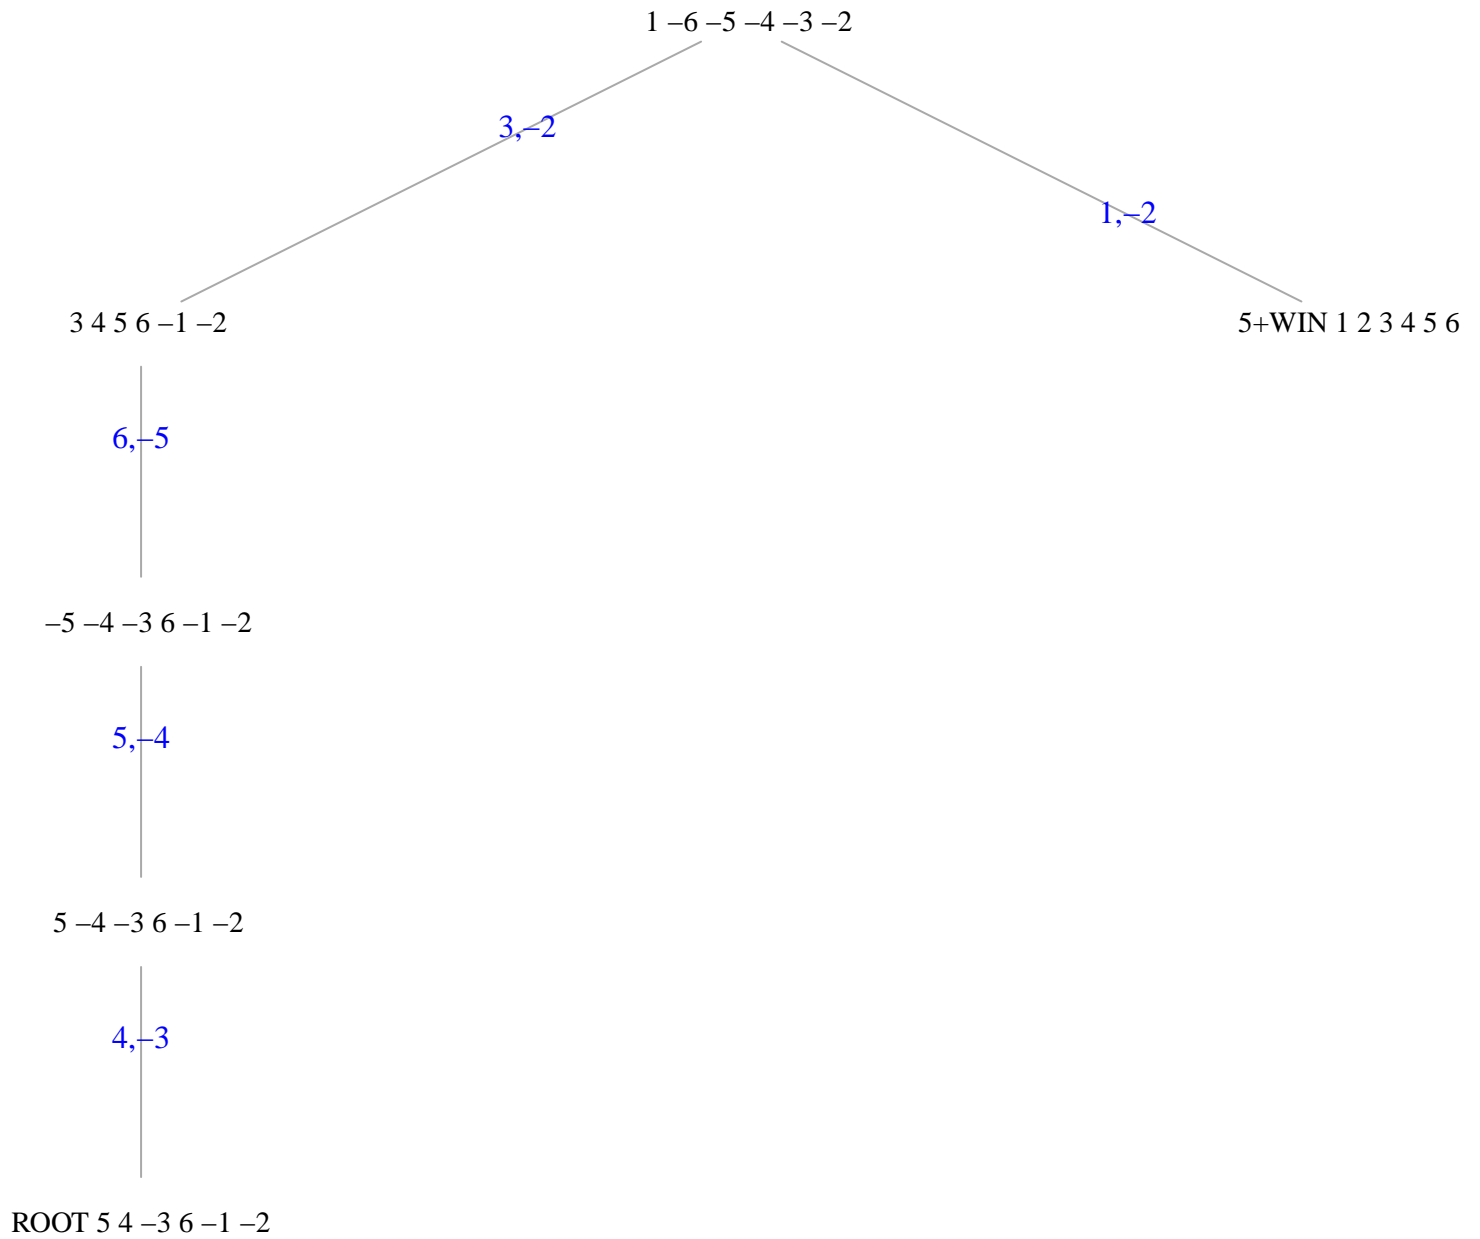 1 –6 –5 –4 –3 –2
3,–2
1,–2
3 4 5 6 –1 –2
5+WIN 1 2 3 4 5 6
6,–5
–5 –4 –3 6 –1 –2
5,–4
5 –4 –3 6 –1 –2
4,–3
ROOT 5 4 –3 6 –1 –2